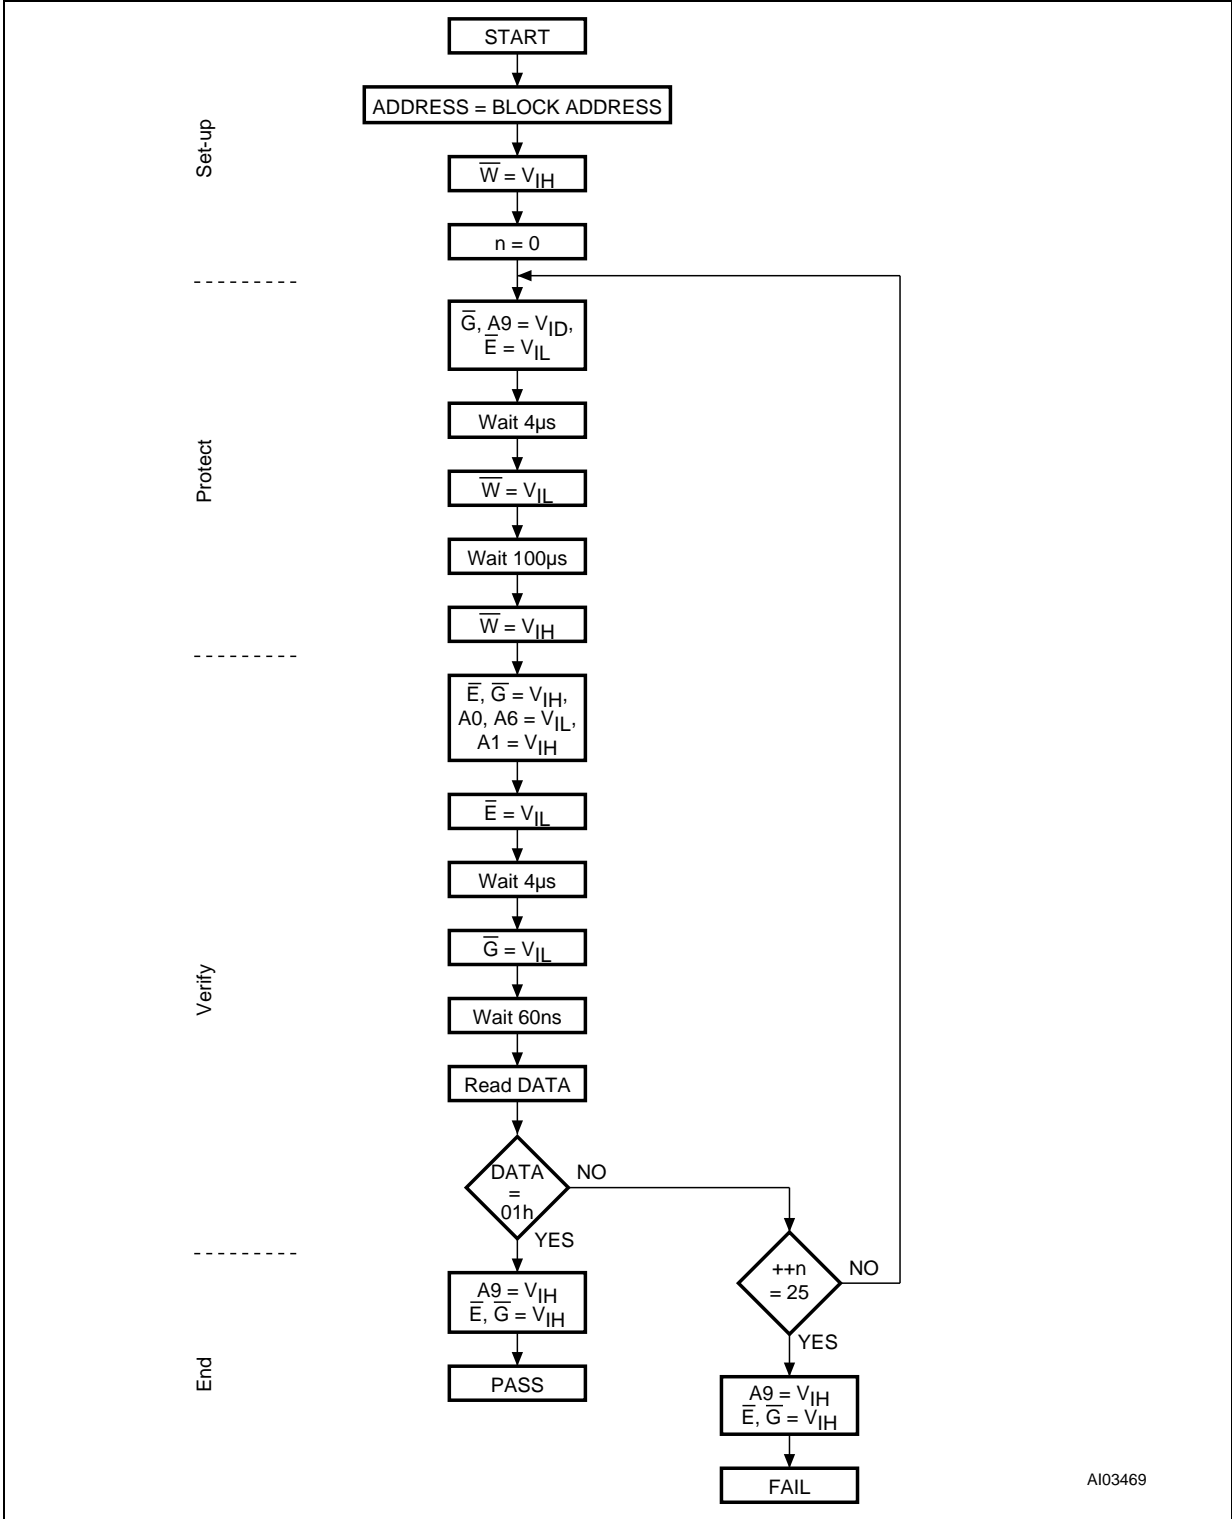 START
ADDRESS = BLOCK ADDRESS
Set-up
W̅ = VIH
n = 0
G̅, A9 = VID,
E̅ = VIL
Wait 4µs
Protect
W̅ = VIL
Wait 100µs
W̅ = VIH
E̅, G̅ = VIH,
A0, A6 = VIL,
A1 = VIH
E̅ = VIL
Wait 4µs
G̅ = VIL
Verify
Wait 60ns
Read DATA
DATA
=
01h
NO
YES
++n
= 25
NO
YES
A9 = VIH
E̅, G̅ = VIH
End
PASS
A9 = VIH
E̅, G̅ = VIH
FAIL
AI03469